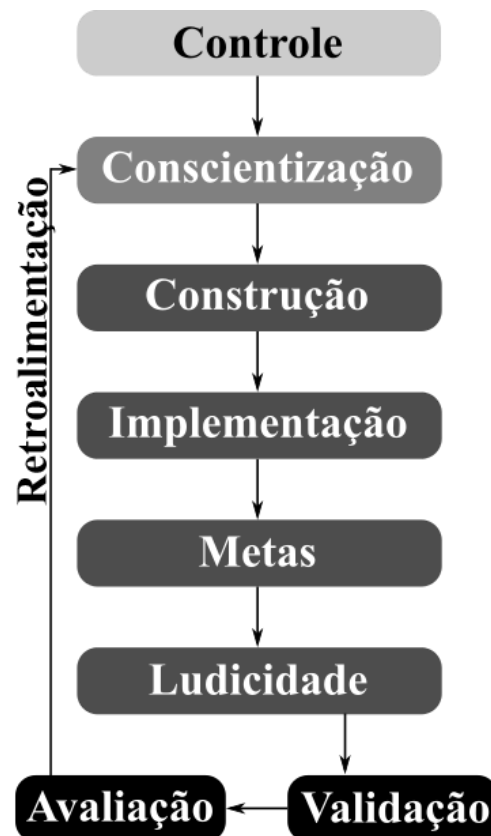 Controle
Conscientização
Retroalimentação
Construção
Implementação
Metas
Ludicidade
Avaliação
Validação